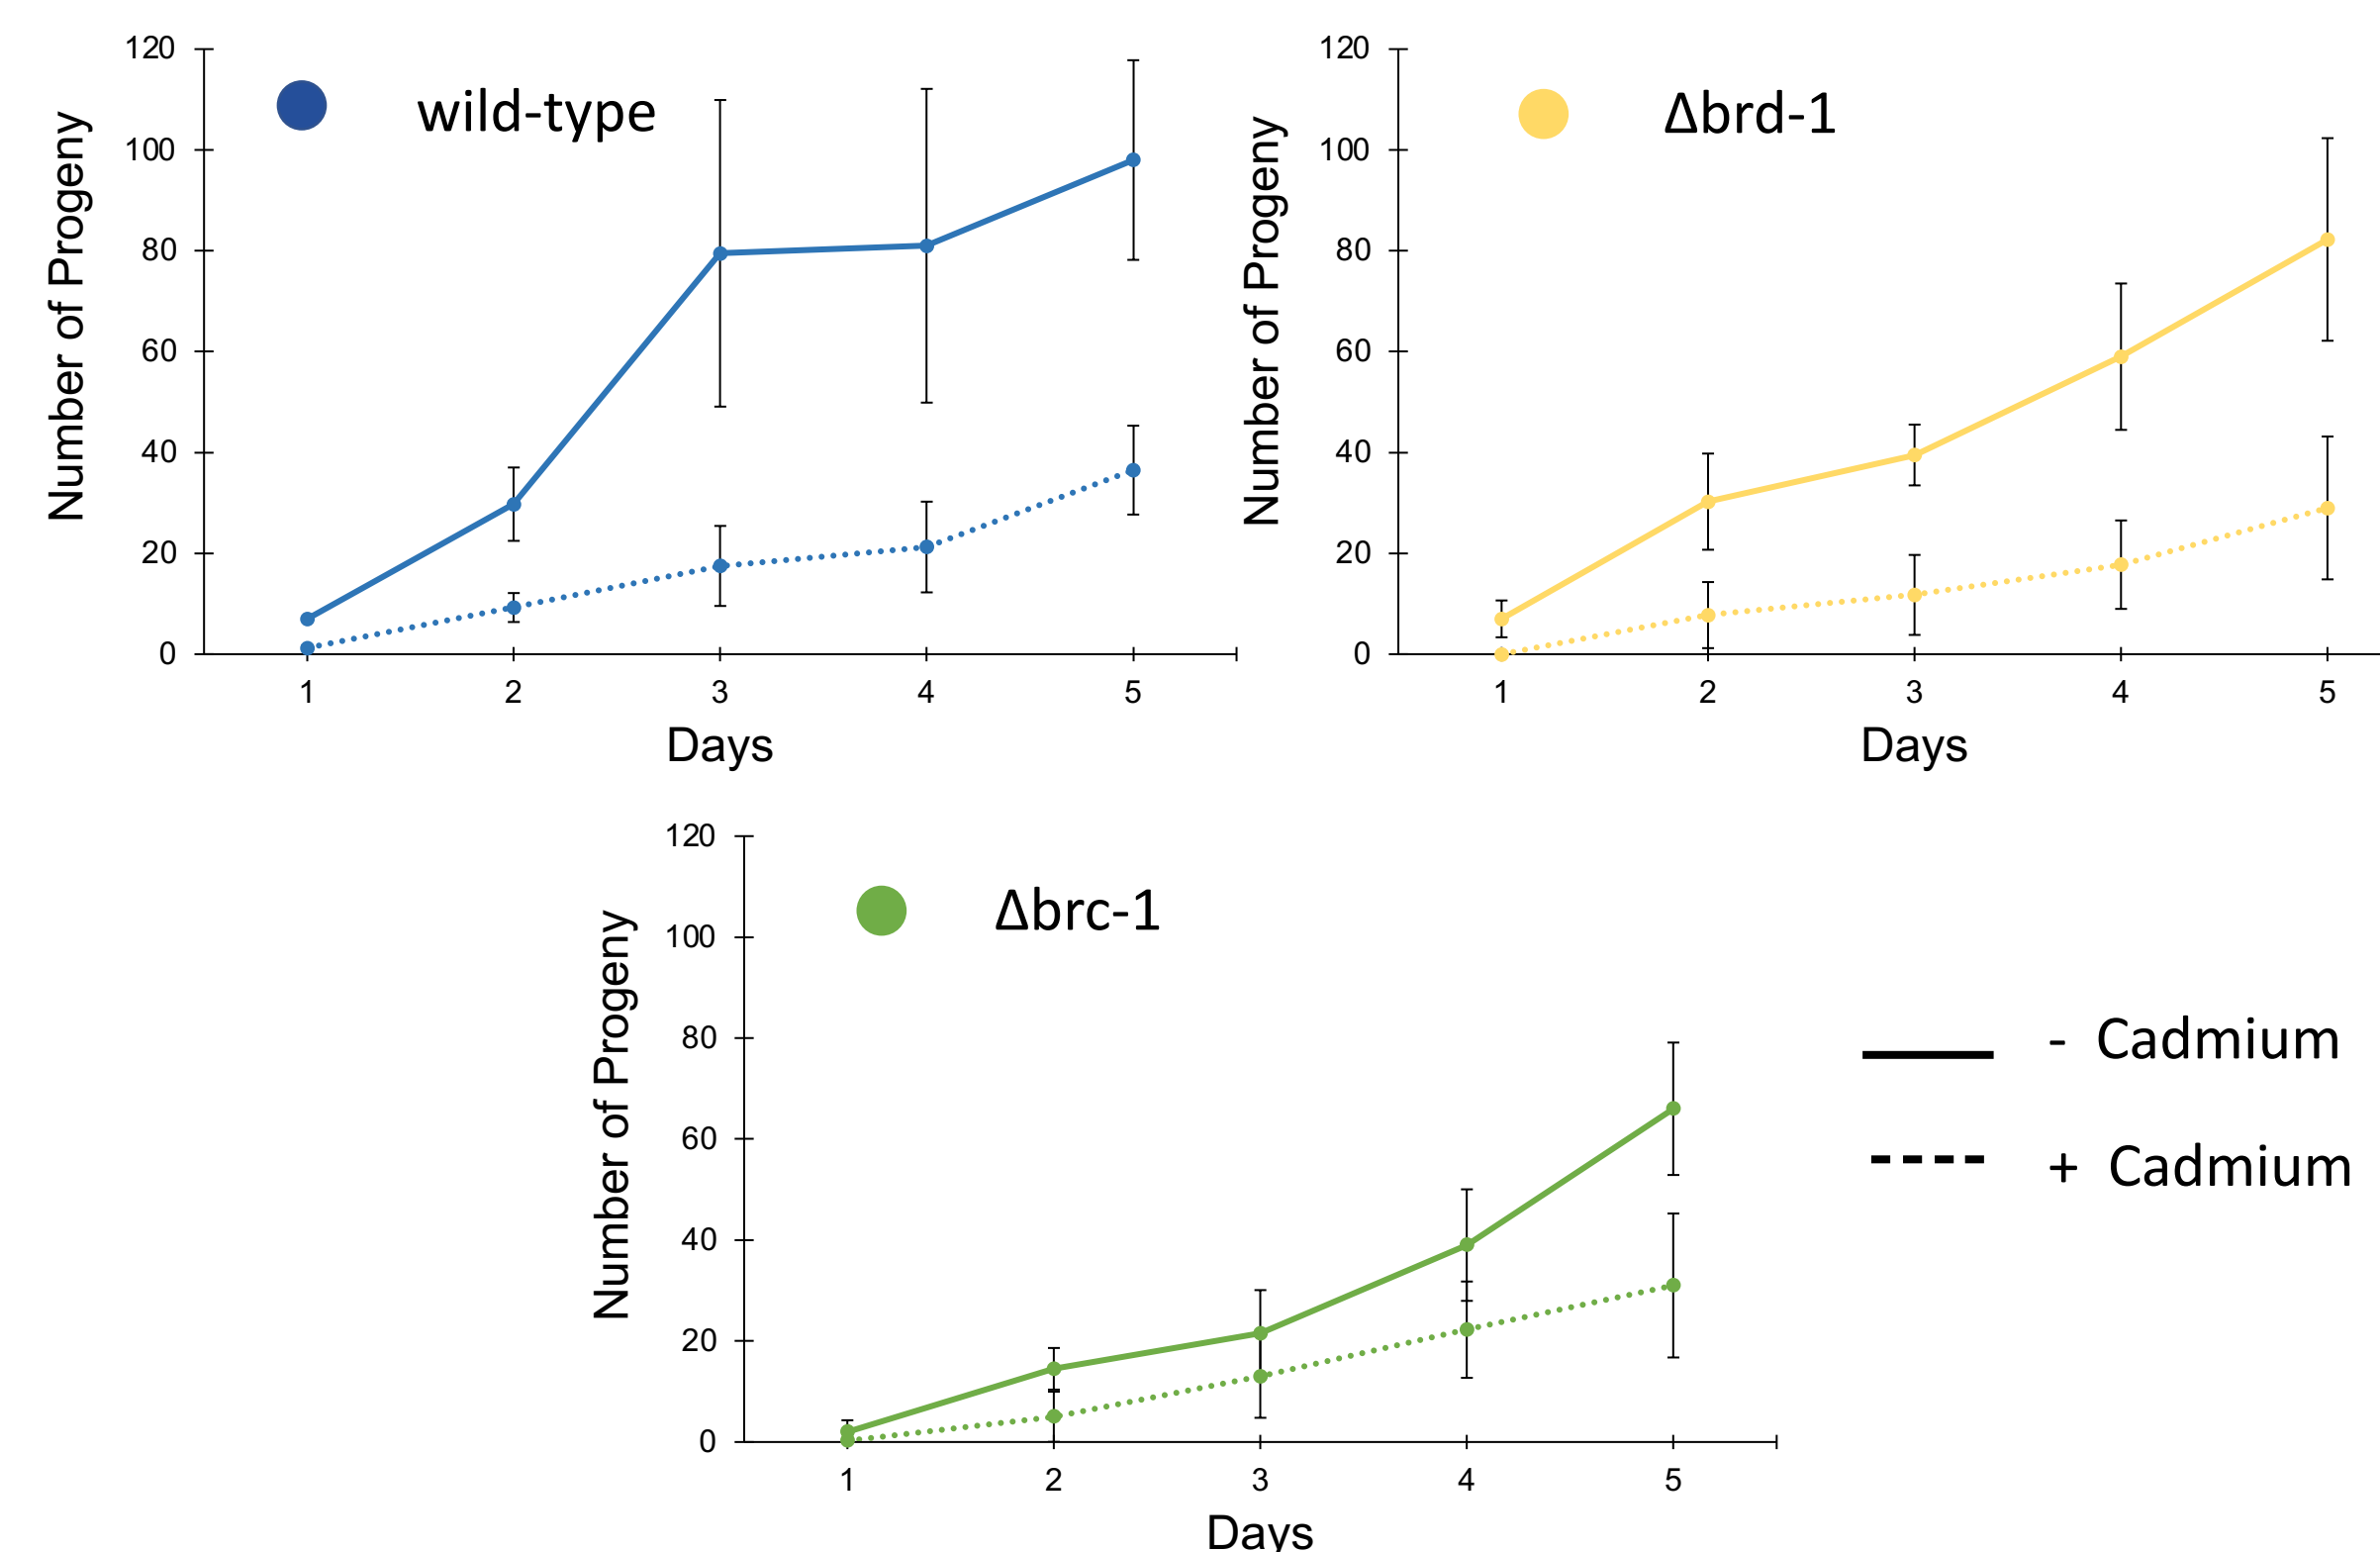 wild-type
Number of Progeny
120
100
80
60
40
20
0
1 2 3 4 5
Days
Δbrd-1
Number of Progeny
120
100
80
60
40
20
0
1 2 3 4 5
Days
Δbrc-1
Number of Progeny
120
100
80
60
40
20
0
1 2 3 4 5
Days
- Cadmium
+ Cadmium